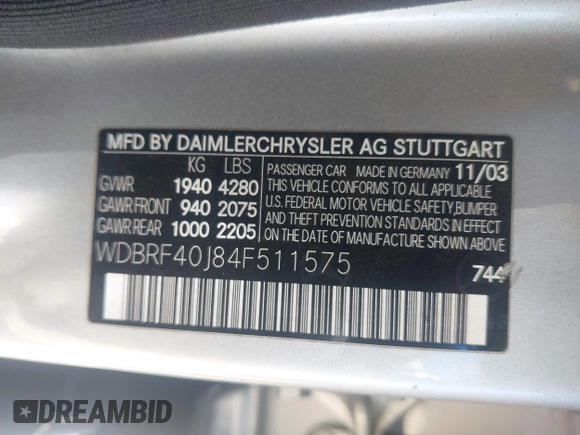 MFD BY DAIMLERCHRYSLER AG STUTTGART
KG LBS
GVWR 1940 4280
GAWR FRONT 940 2075
GAWR REAR 1000 2205
PASSENGER CAR MADE IN GERMANY 11/03
THIS VEHICLE CONFORMS TO ALL APPLICABLE
U.S. FEDERAL MOTOR VEHICLE SAFETY, BUMPER,
AND THEFT PREVENTION STANDARDS IN EFFECT
ON THE DATE OF MANUFACTURE SHOWN ABOVE.
WDBRF40J84F511575
744
DREAMBID